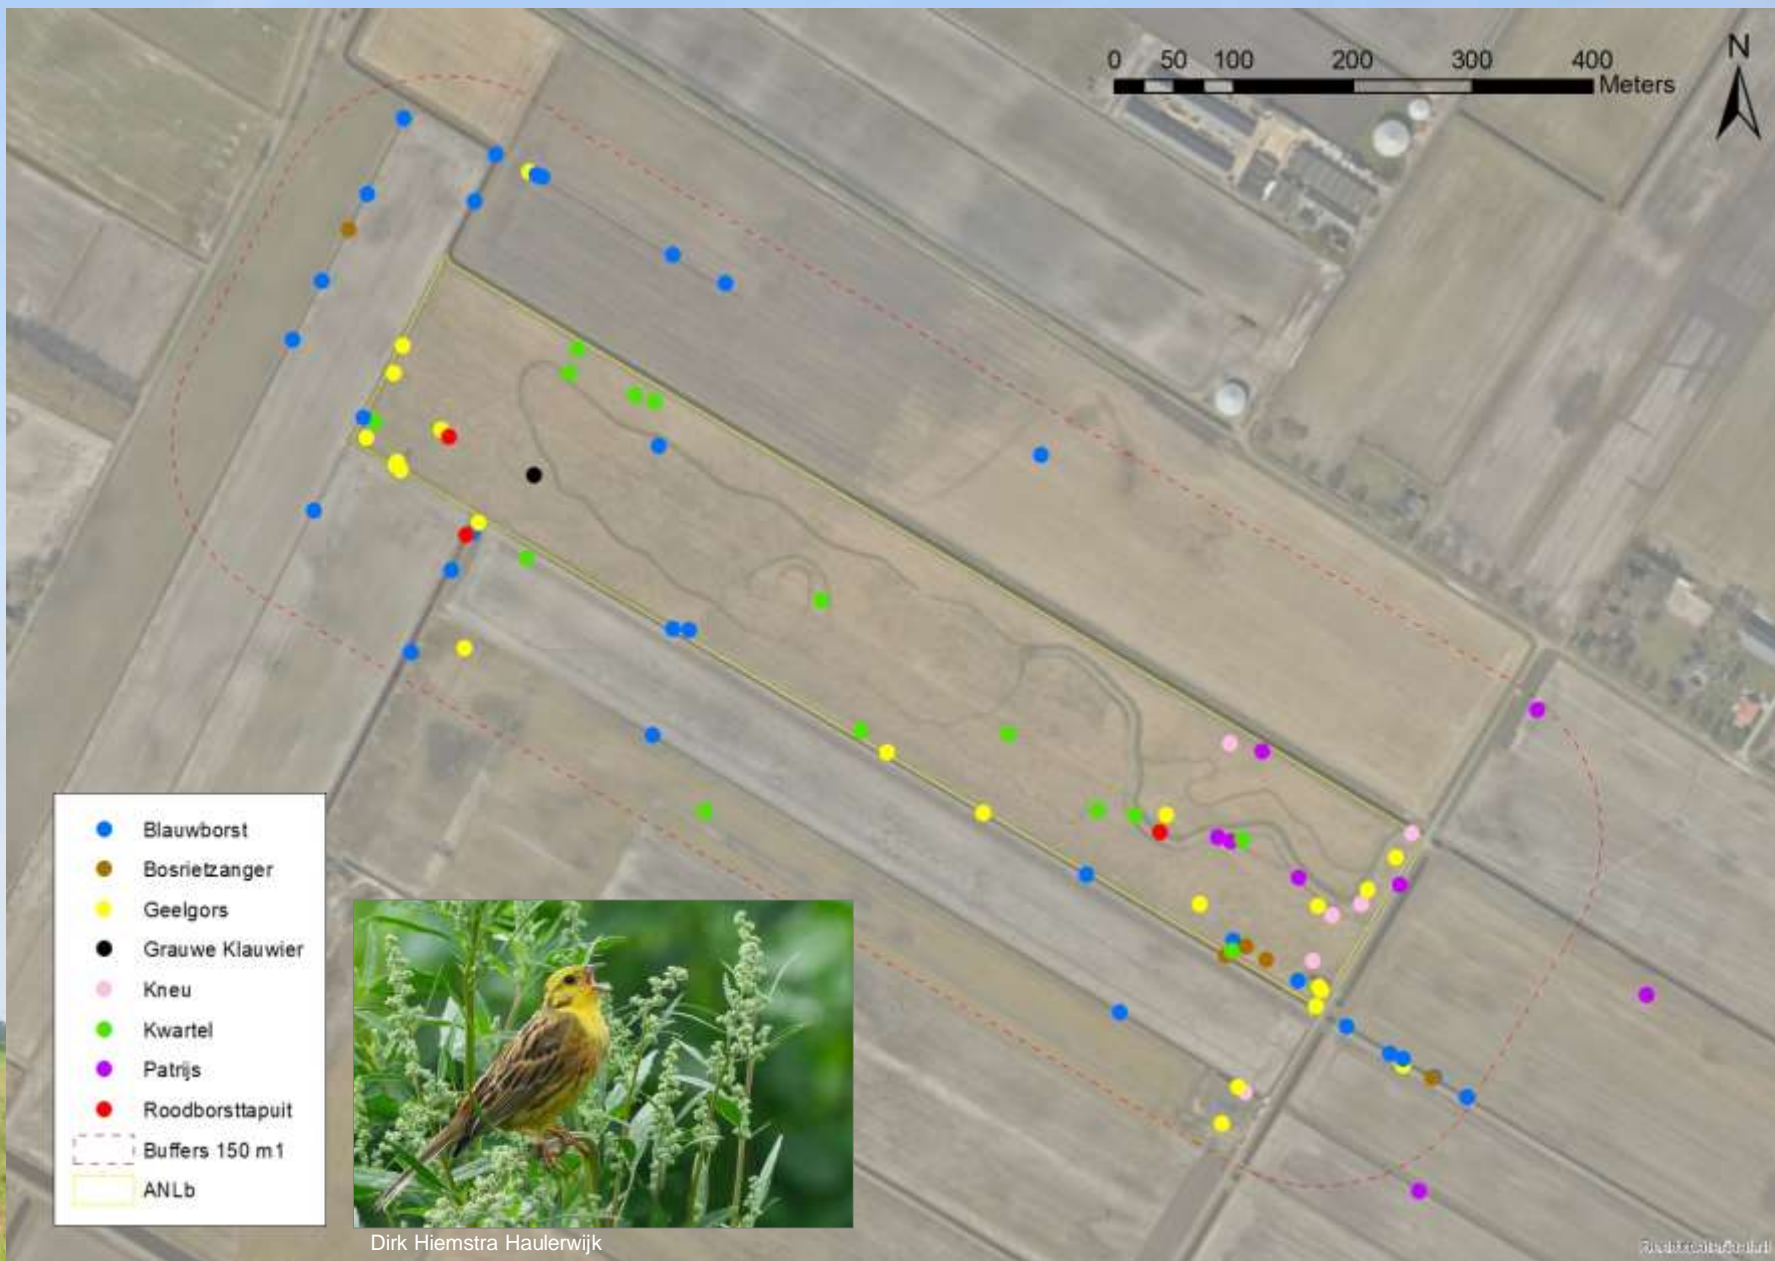 0 50 100 200 300 400
Meters
N
Blauwborst
Bosrietzanger
Geelgors
Grauwe Klauwier
Kneu
Kwartel
Patrijs
Roodborsttapuit
Buffers 150 m1
ANLb
Dirk Hiemstra Haulerwijk